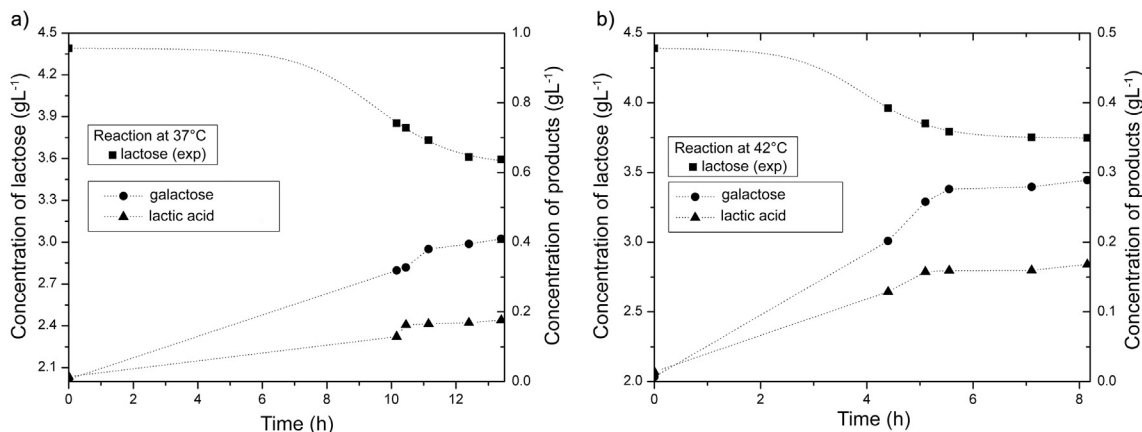 a)
Concentration of lactose (gL⁻¹)
4.5
4.2
3.9
3.6
3.3
3.0
2.7
2.4
2.1
Reaction at 37°C
lactose (exp)
galactose
lactic acid
1.0
0.8
0.6
0.4
0.2
0.0
Concentration of products (gL⁻¹)
0 2 4 6 8 10 12
Time (h)
b)
Concentration of lactose (gL⁻¹)
4.5
4.0
3.5
3.0
2.5
2.0
Reaction at 42°C
lactose (exp)
galactose
lactic acid
0.5
0.4
0.3
0.2
0.1
0.0
Concentration of products (gL⁻¹)
0 2 4 6 8
Time (h)